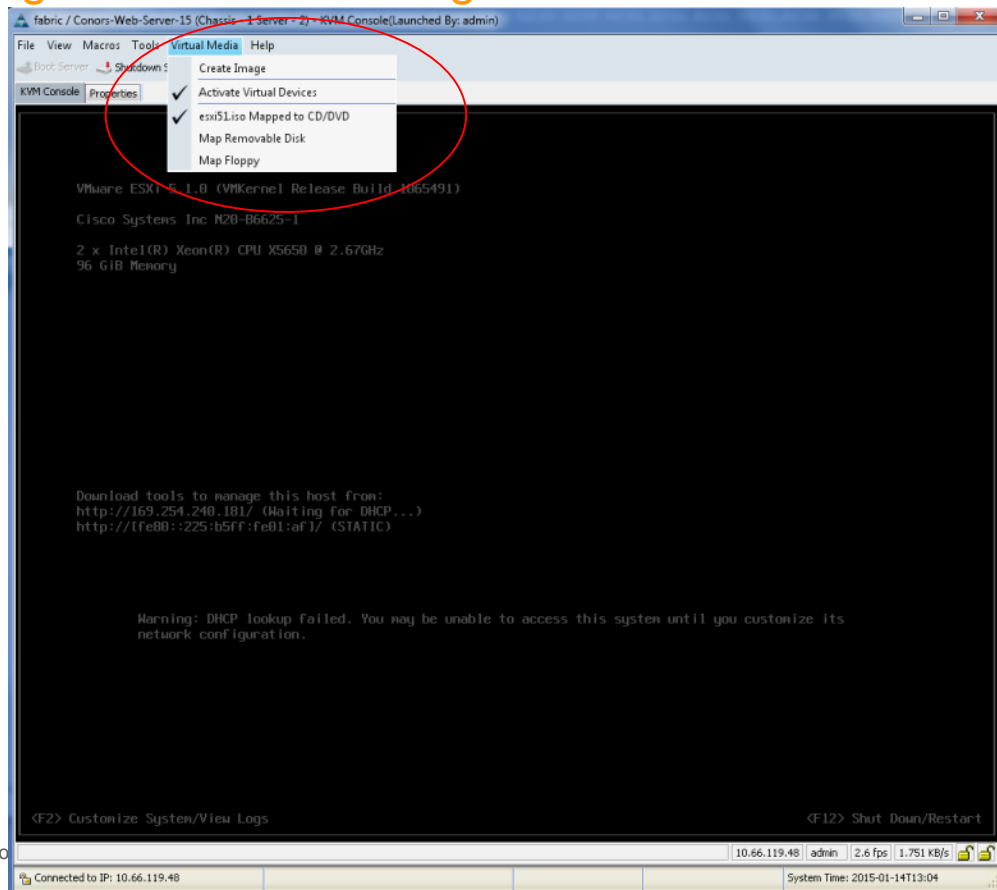 fabric / Conors-Web-Server-15 (Chassis - 1 Server - 2) - KVM Console(Launched By: admin)
File View Macros Tools Virtual Media Help
Boot Server Shutdown S
Create Image
KVM Console Properties
Activate Virtual Devices
esxi51.iso Mapped to CD/DVD
Map Removable Disk
Map Floppy
VMware ESXi 5.1.0 (VMKernel Release Build 1065491)
Cisco Systems Inc N20-B6625-1
2 x Intel(R) Xeon(R) CPU X5650 @ 2.67GHz
96 GiB Memory
Download tools to manage this host from:
http://169.254.240.181/ (Waiting for DHCP...)
http://[fe80::225:b5ff:fe01:af]/ (STATIC)
Warning: DHCP lookup failed. You may be unable to access this system until you customize its
network configuration.
<F2> Customize System/View Logs <F12> Shut Down/Restart
10.66.119.48 admin 2.6 fps 1.751 KB/s
Connected to IP: 10.66.119.48 System Time: 2015-01-14T13:04